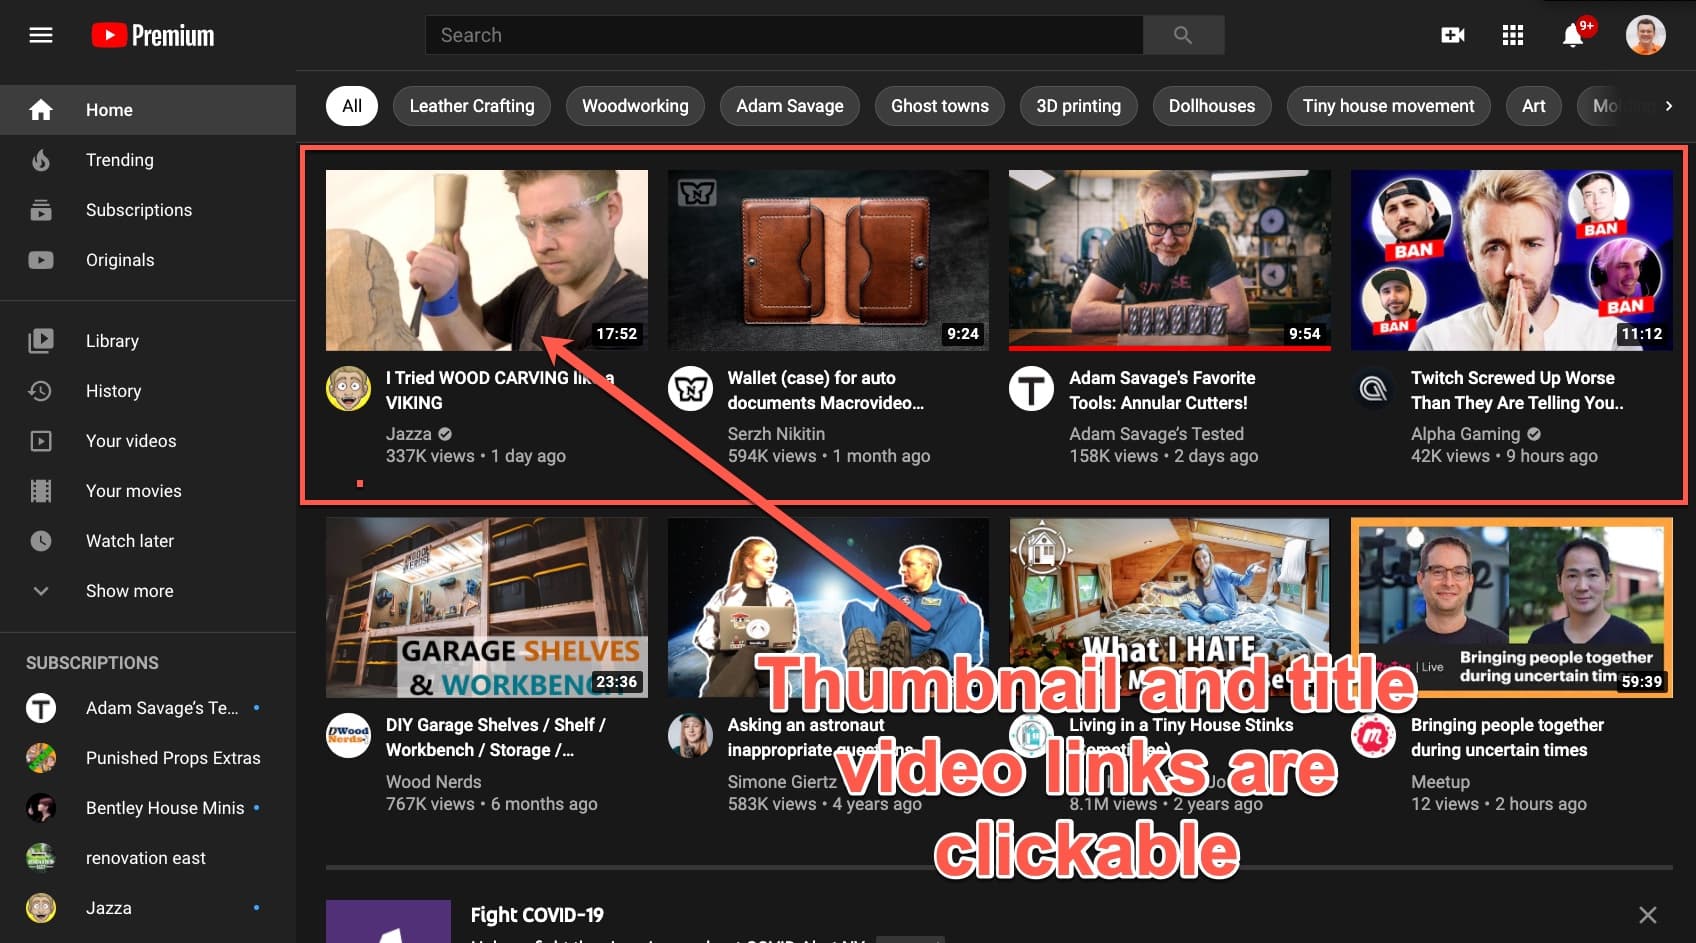 Premium
Search
9+
Home
Trending
Subscriptions
Originals
Library
History
Your videos
Your movies
Watch later
Show more
SUBSCRIPTIONS
Adam Savage’s Te...
Punished Props Extras
Bentley House Minis
renovation east
Jazza
All
Leather Crafting
Woodworking
Adam Savage
Ghost towns
3D printing
Dollhouses
Tiny house movement
Art
17:52
9:24
9:54
BAN
BAN
BAN
BAN
11:12
I Tried WOOD CARVING like a
VIKING
Jazza
337K views • 1 day ago
Wallet (case) for auto
documents Macrovideo...
Serzh Nikitin
594K views • 1 month ago
T
Adam Savage's Favorite
Tools: Annular Cutters!
Adam Savage’s Tested
158K views • 2 days ago
Twitch Screwed Up Worse
Than They Are Telling You..
Alpha Gaming
42K views • 9 hours ago
GARAGE SHELVES
& WORKBENCH
23:36
What I HATE
| Live
Bringing people together
during uncertain tim
59:39
DWood
Nerds
DIY Garage Shelves / Shelf /
Workbench / Storage /...
Wood Nerds
767K views • 6 months ago
Asking an astronaut
inappropriate questions
Simone Giertz
583K views • 4 years ago
Living in a Tiny House Stinks
(Sometimes)
8.1M views • 2 years ago
m
Bringing people together
during uncertain times
Meetup
12 views • 2 hours ago
Thumbnail and title
video links are
clickable
Fight COVID-19